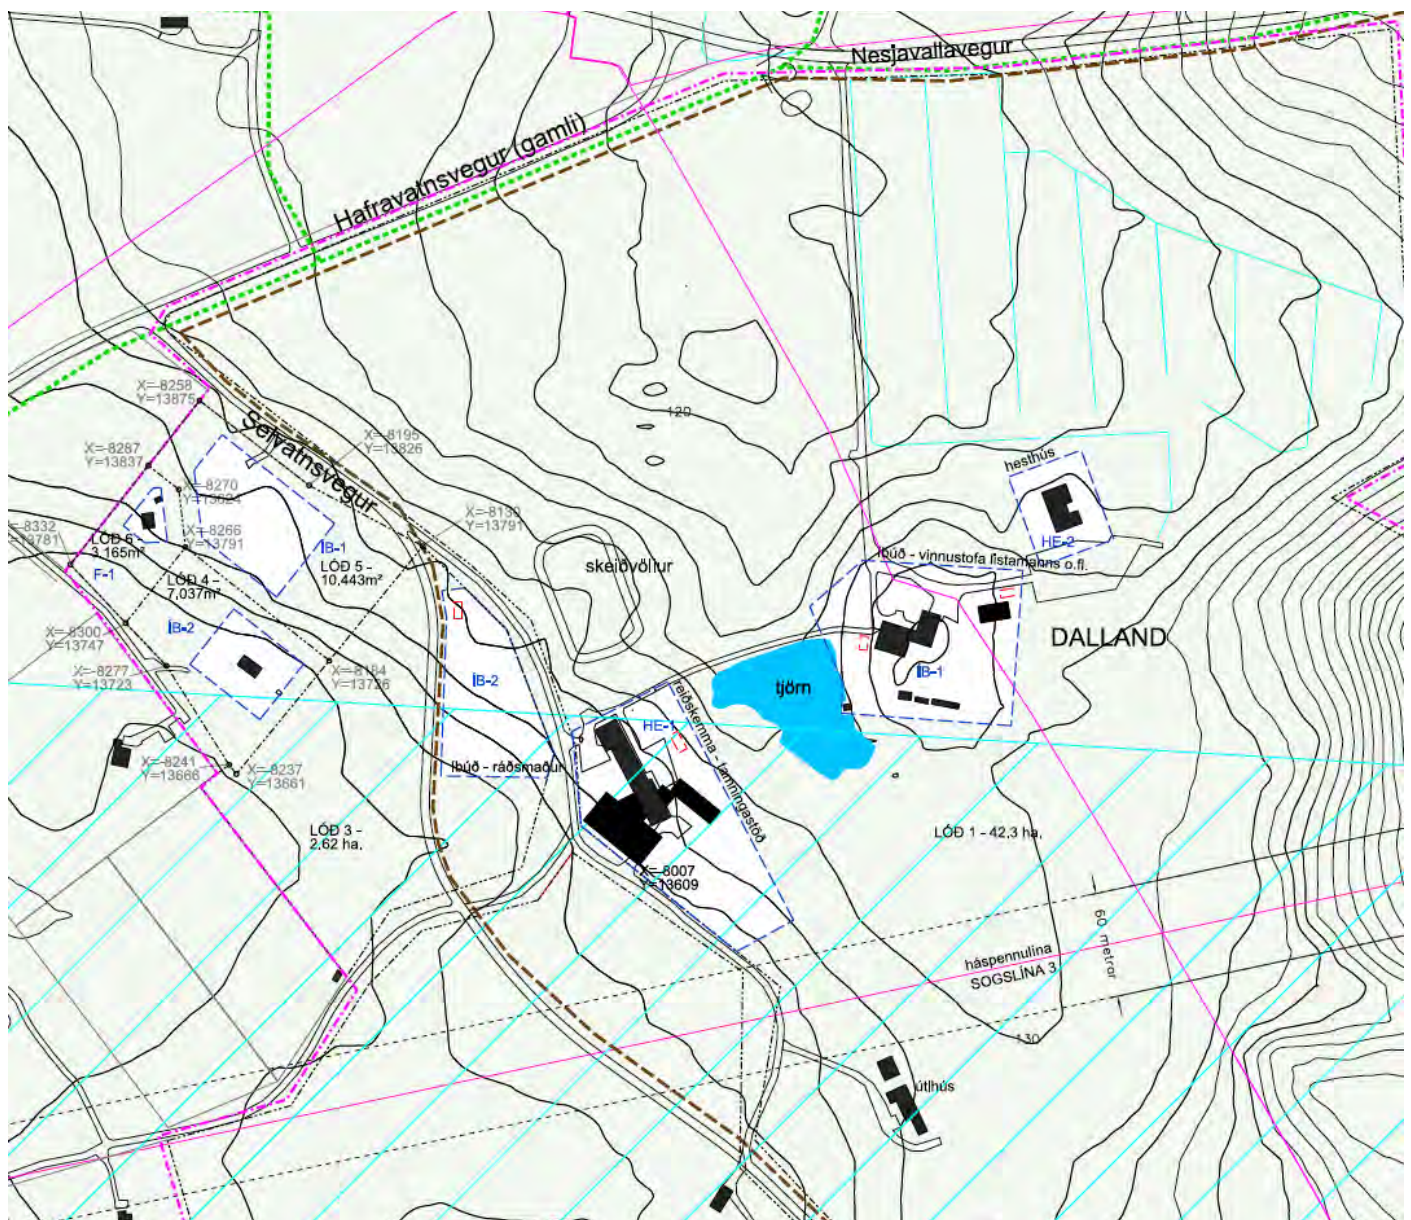 Nesjavallavegur
Hafravatnsvegur (gamli)
X=-8258
Y=13875
Selvatnsvegur
X=-8195
Y=13826
120
X=-8287
Y=13837
X=-8270
hesthús
HE-2
X=-8130
Y=13791
X=-8332
=13781
LÓÐ 6
3.165m²
F-1
X=-8266
Y=13791
ÍB-1
LÓÐ 5 -
10.443m²
LÓÐ 4 -
7.037m²
skeiðvöllur
íbúð - vinnustofa listamanns o.fl.
DALLAND
ÍB-2
X=-8300
Y=13747
X=-8277
Y=13723
X=-8184
Y=13726
ÍB-2
tjörn
ÍB-1
HE-1
reiðskemma - tamningastöð
íbúð - ráðsmaður
X=-8241
Y=13666
X=-8237
Y=13661
LÓÐ 3 -
2.62 ha.
LÓÐ 1 - 42,3 ha.
X=-8007
Y=13609
60 metrar
háspennulína
SOGSLÍNA 3
130
útihús